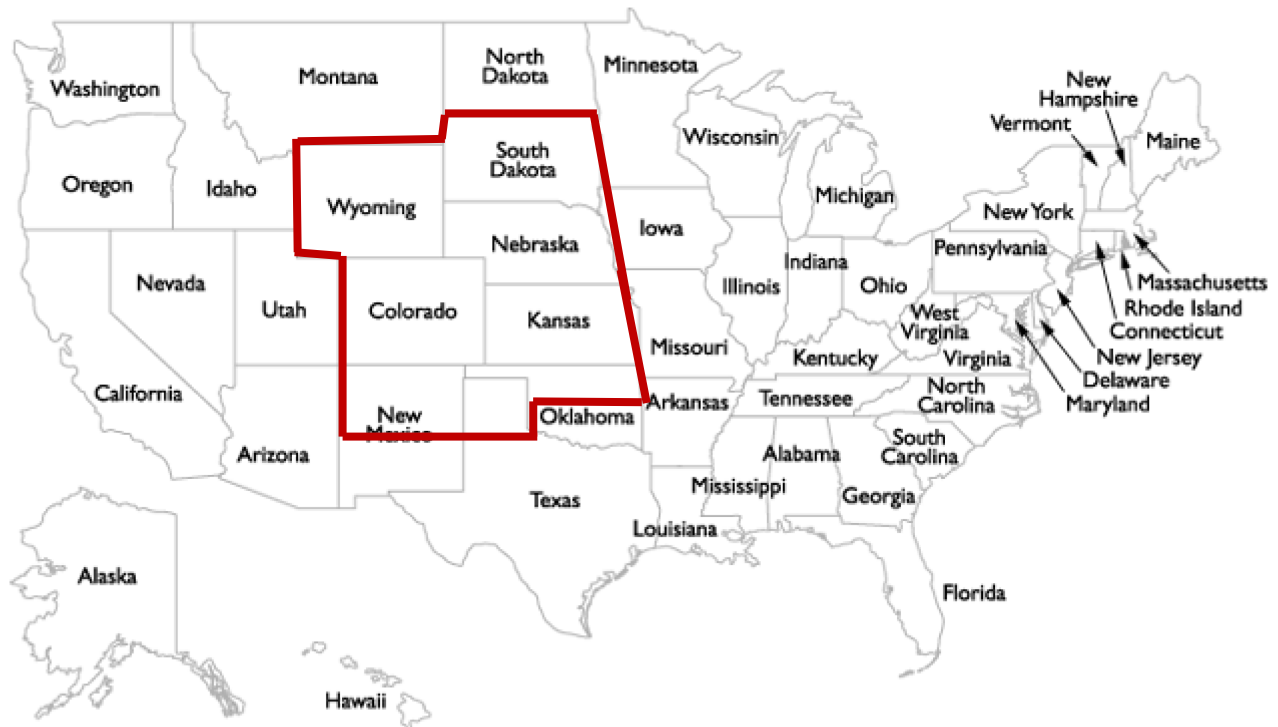 Washington
Montana
North
Dakota
Minnesota
Oregon
Idaho
Wyoming
South
Dakota
Wisconsin
Michigan
New
Hampshire
Vermont
Maine
New York
Nevada
Utah
Colorado
Nebraska
Kansas
Iowa
Illinois
Indiana
Ohio
Pennsylvania
Massachusetts
Rhode Island
Connecticut
New Jersey
Delaware
Maryland
West
Virginia
Virginia
Kentucky
Missouri
California
Arizona
New
Mexico
Oklahoma
Arkansas
Tennessee
North
Carolina
South
Carolina
Texas
Louisiana
Mississippi
Alabama
Georgia
Florida
Alaska
Hawaii